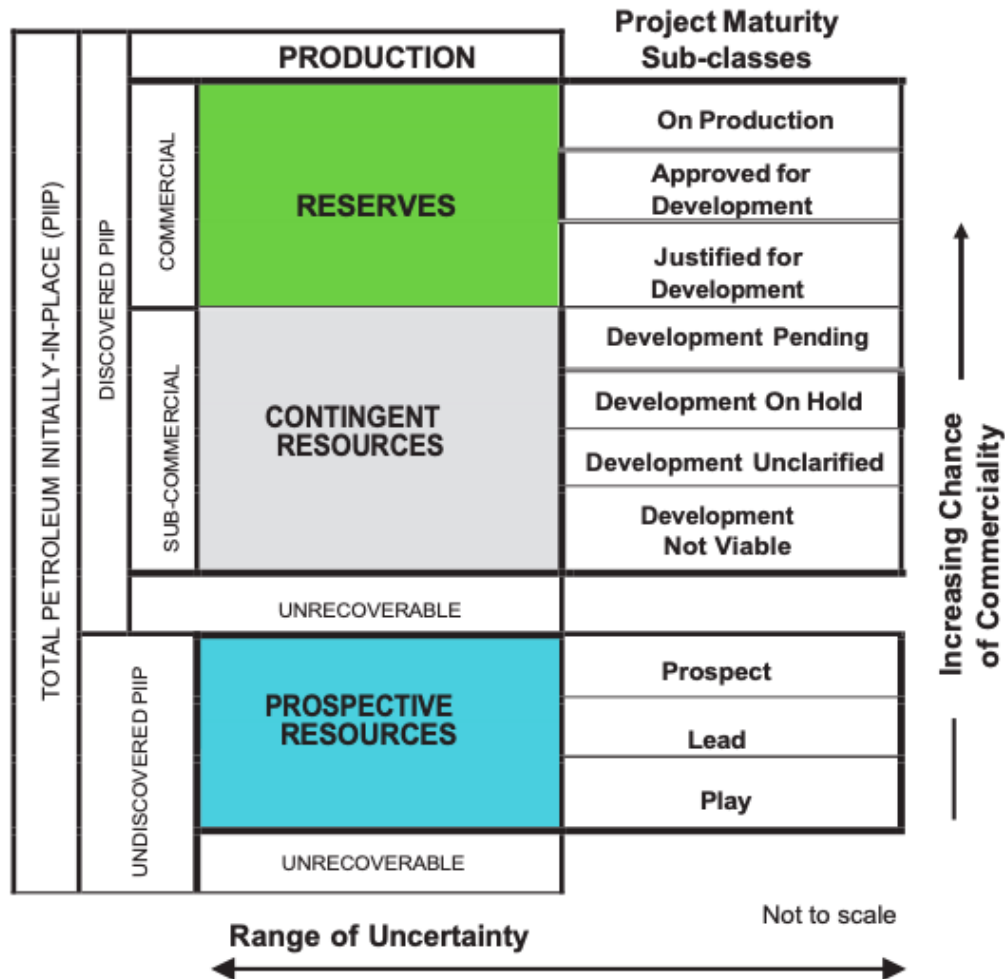 Project Maturity
Sub-classes
PRODUCTION
TOTAL PETROLEUM INITIALLY-IN-PLACE (PIIP)
DISCOVERED PIIP
COMMERCIAL
RESERVES
On Production
Approved for
Development
Justified for
Development
SUB-COMMERCIAL
CONTINGENT
RESOURCES
Development Pending
Development On Hold
Development Unclarified
Development
Not Viable
UNRECOVERABLE
UNDISCOVERED PIIP
PROSPECTIVE
RESOURCES
Prospect
Lead
Play
UNRECOVERABLE
Increasing Chance
of Commerciality
Not to scale
Range of Uncertainty